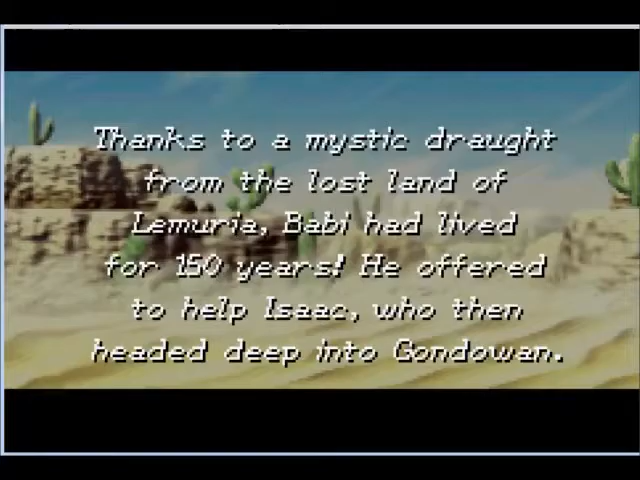 Thanks to a mystic draught
from the lost land of
Lemuria, Babi had lived
for 150 years! He offered
to help Isaac, who then
headed deep into Gondowan.